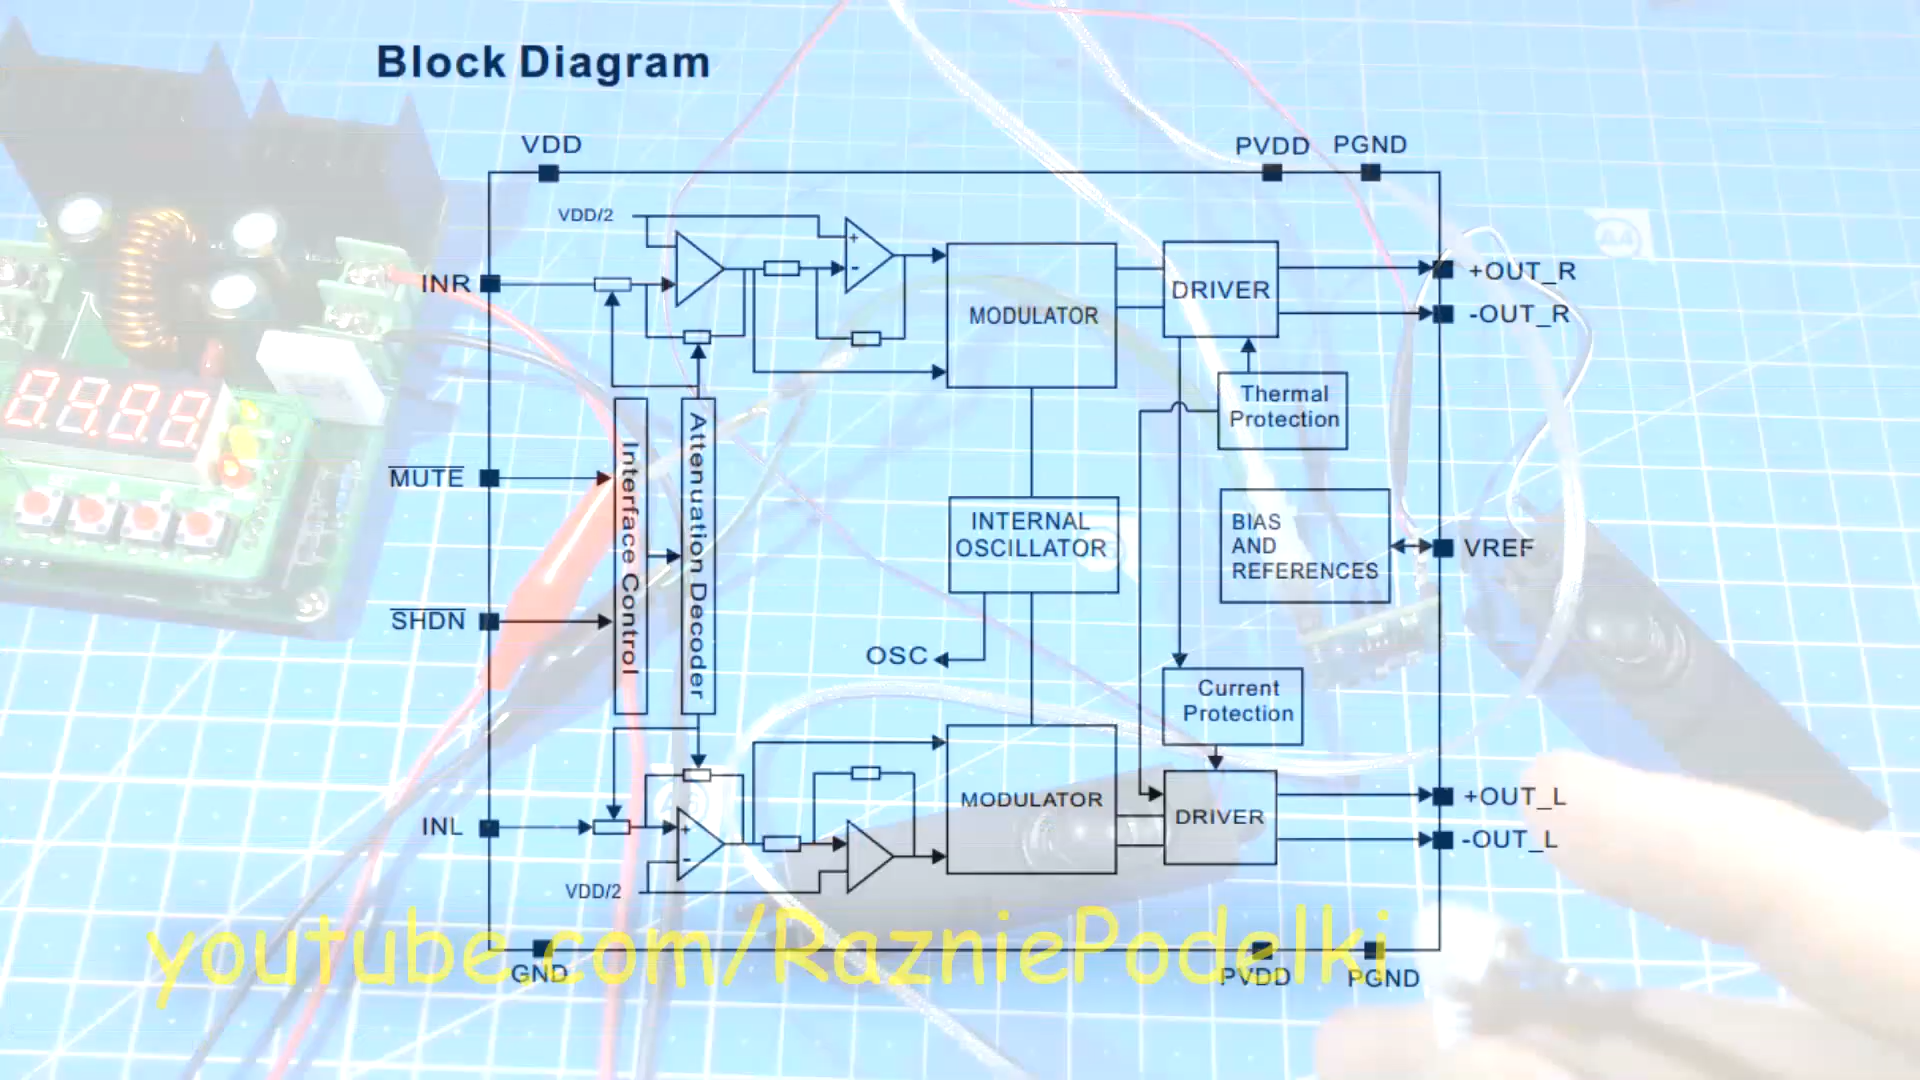 Block Diagram
VDD
PVDD
PGND
VDD/2
INR
+OUT_R
-OUT_R
MODULATOR
DRIVER
Thermal
Protection
MUTE
Interface Control
Attenuation Decoder
INTERNAL
OSCILLATOR
BIAS
AND
REFERENCES
VREF
SHDN
OSC
Current
Protection
INL
MODULATOR
DRIVER
+OUT_L
-OUT_L
VDD/2
youtube.com/RazniePodelki
GND
PVDD
PGND